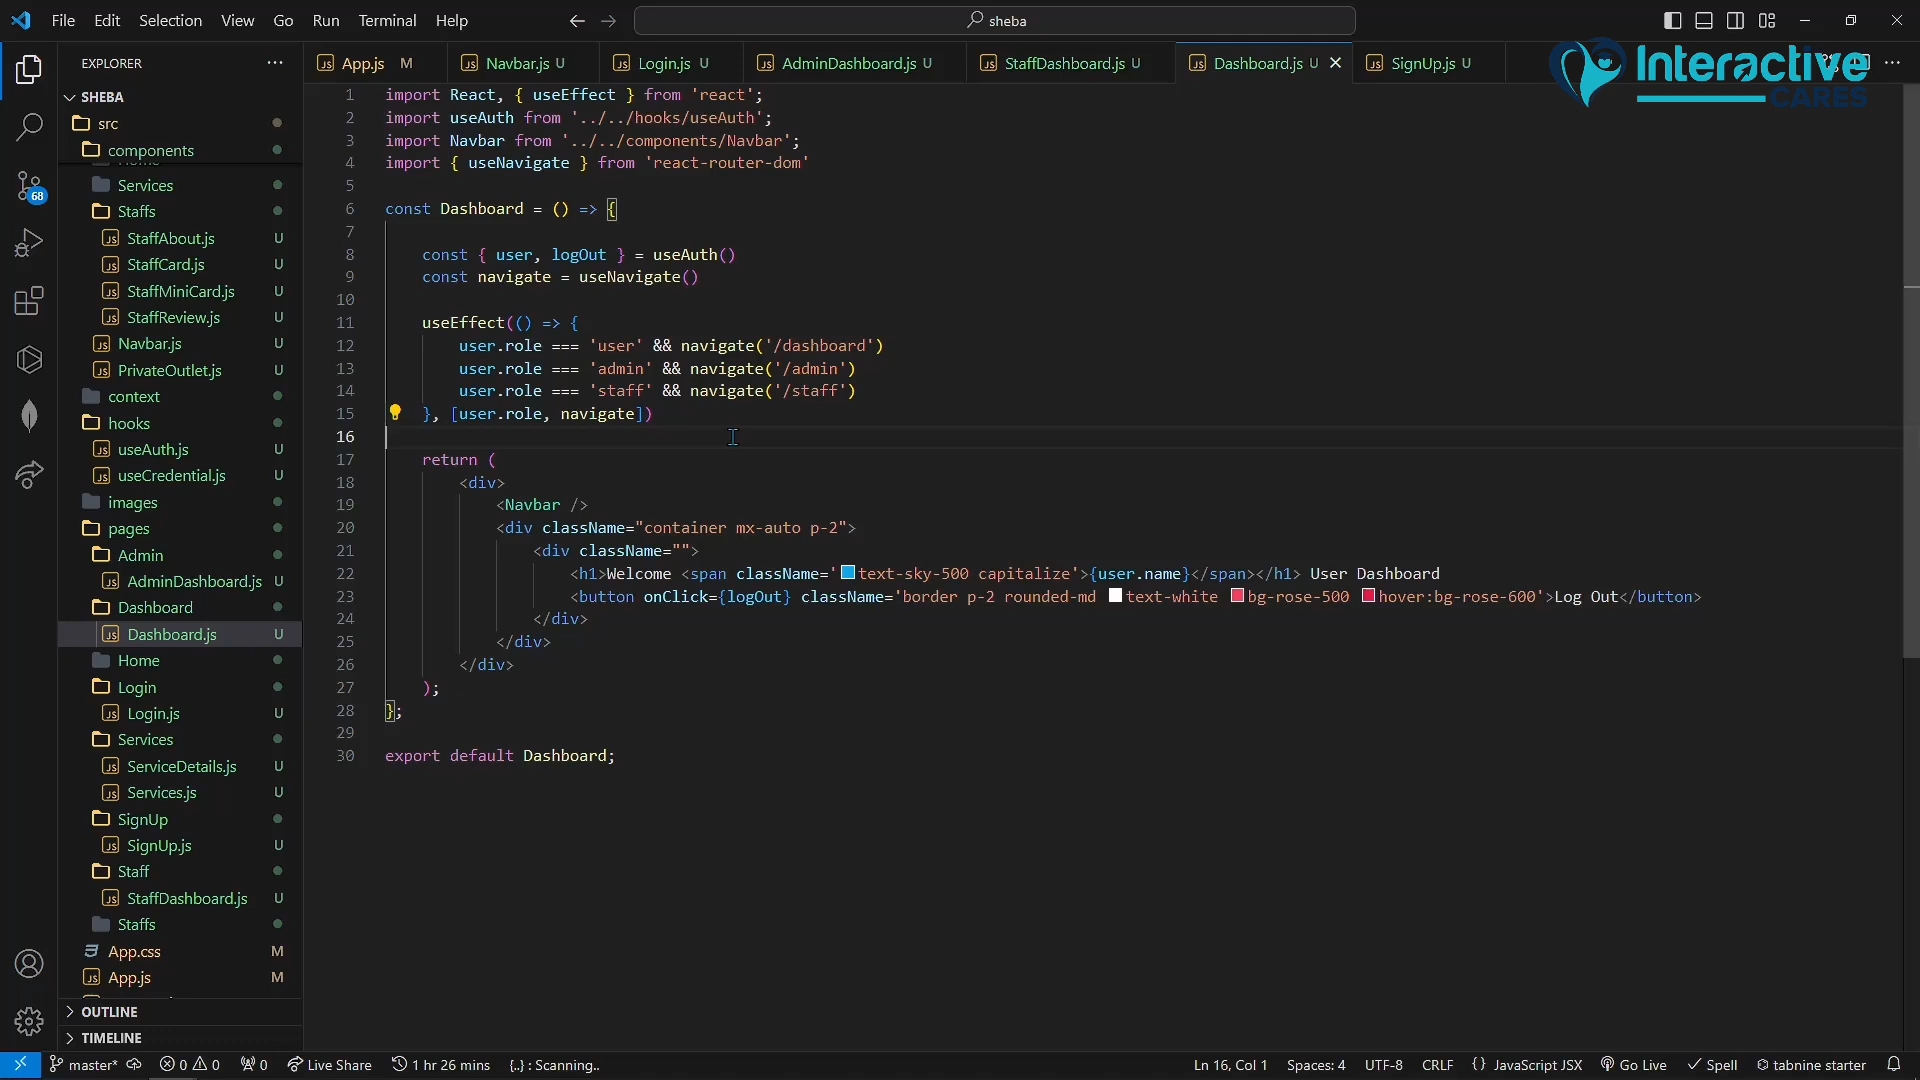 File Edit Selection View Go Run Terminal Help
sheba
Interactive
CARES
EXPLORER
App.js M
Navbar.js U
Login.js U
AdminDashboard.js U
StaffDashboard.js U
Dashboard.js U
SignUp.js U
SHEBA
src
components
Services
Staffs
StaffAbout.js U
StaffCard.js U
StaffMiniCard.js U
StaffReview.js U
Navbar.js U
PrivateOutlet.js U
context
hooks
useAuth.js U
useCredential.js U
images
pages
Admin
AdminDashboard.js U
Dashboard
Dashboard.js U
Home
Login
Login.js U
Services
ServiceDetails.js U
Services.js U
SignUp
SignUp.js U
Staff
StaffDashboard.js U
Staffs
App.css M
App.js M
OUTLINE
TIMELINE
68
1 import React, { useEffect } from 'react';
2 import useAuth from '../../hooks/useAuth';
3 import Navbar from '../../components/Navbar';
4 import { useNavigate } from 'react-router-dom'
5
6 const Dashboard = () => {
7
8 const { user, logOut } = useAuth()
9 const navigate = useNavigate()
10
11 useEffect(() => {
12 user.role === 'user' && navigate('/dashboard')
13 user.role === 'admin' && navigate('/admin')
14 user.role === 'staff' && navigate('/staff')
15 }, [user.role, navigate])
16
17 return (
18 <div>
19 <Navbar />
20 <div className="container mx-auto p-2">
21 <div className="">
22 <h1>Welcome <span className='text-sky-500 capitalize'>{user.name}</span></h1> User Dashboard
23 <button onClick={logOut} className='border p-2 rounded-md text-white bg-rose-500 hover:bg-rose-600'>Log Out</button>
24 </div>
25 </div>
26 </div>
27 );
28 };
29
30 export default Dashboard;
master* 0 0 0 Live Share 1 hr 26 mins {..} : Scanning.. Ln 16, Col 1 Spaces: 4 UTF-8 CRLF {} JavaScript JSX Go Live Spell tabnine starter